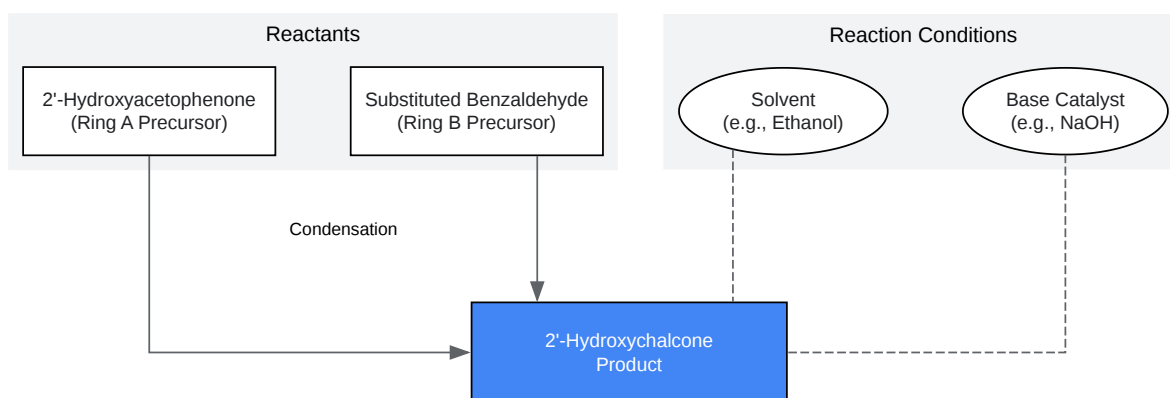 Reactants
Reaction Conditions
2'-Hydroxyacetophenone
(Ring A Precursor)
Substituted Benzaldehyde
(Ring B Precursor)
Solvent
(e.g., Ethanol)
Base Catalyst
(e.g., NaOH)
Condensation
2'-Hydroxychalcone
Product